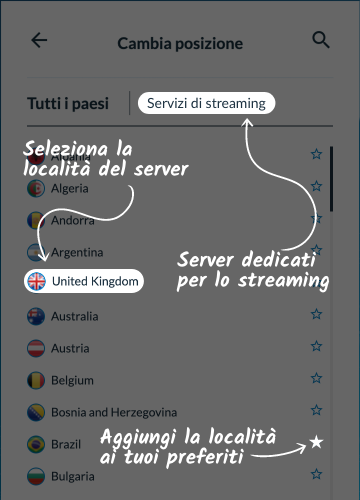 Cambia posizione
Tutti i paesi
Servizi di streaming
Seleziona la
località del server
Albania
Algeria
Andorra
Argentina
Server dedicati
per lo streaming
United Kingdom
Australia
Austria
Belgium
Bosnia and Herzegovina
Aggiungi la località
ai tuoi preferiti
Brazil
Bulgaria